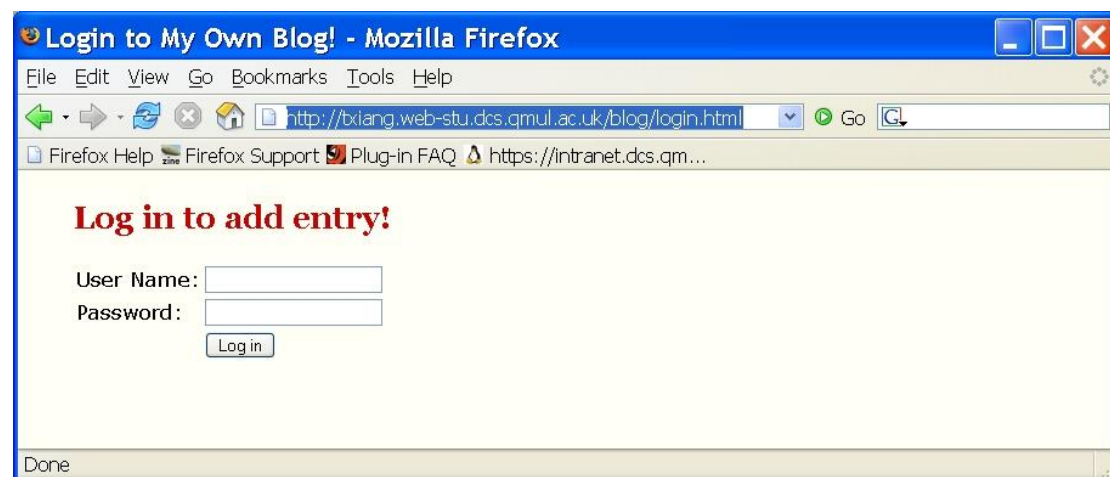 Login to My Own Blog! - Mozilla Firefox
File Edit View Go Bookmarks Tools Help
http://txiang.web-stu.dcs.qmul.ac.uk/blog/login.html Go G
Firefox Help Firefox Support Plug-in FAQ https://intranet.dcs.qm...
Log in to add entry!
User Name:
Password:
Log in
Done